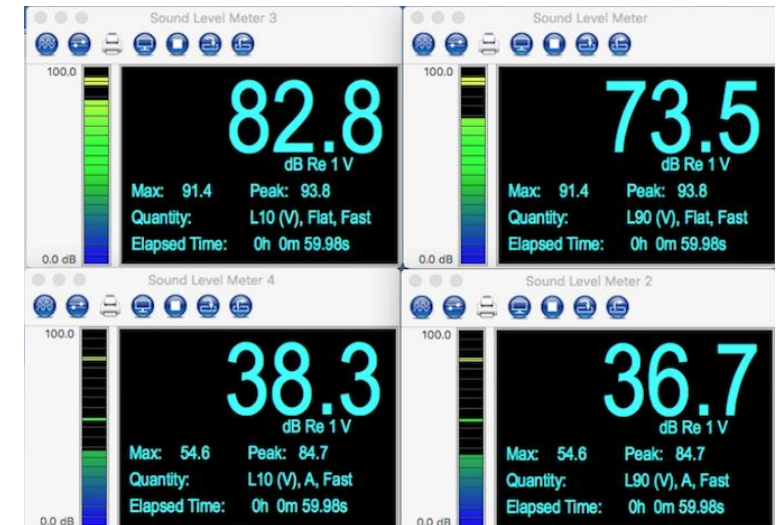 Sound Level Meter 3
100.0
82.8
dB Re 1 V
Max: 91.4 Peak: 93.8
Quantity: L10 (V), Flat, Fast
Elapsed Time: 0h 0m 59.98s
0.0 dB
Sound Level Meter
100.0
73.5
dB Re 1 V
Max: 91.4 Peak: 93.8
Quantity: L90 (V), Flat, Fast
Elapsed Time: 0h 0m 59.98s
0.0 dB
Sound Level Meter 4
100.0
38.3
dB Re 1 V
Max: 54.6 Peak: 84.7
Quantity: L10 (V), A, Fast
Elapsed Time: 0h 0m 59.98s
0.0 dB
Sound Level Meter 2
100.0
36.7
dB Re 1 V
Max: 54.6 Peak: 84.7
Quantity: L90 (V), A, Fast
Elapsed Time: 0h 0m 59.98s
0.0 dB